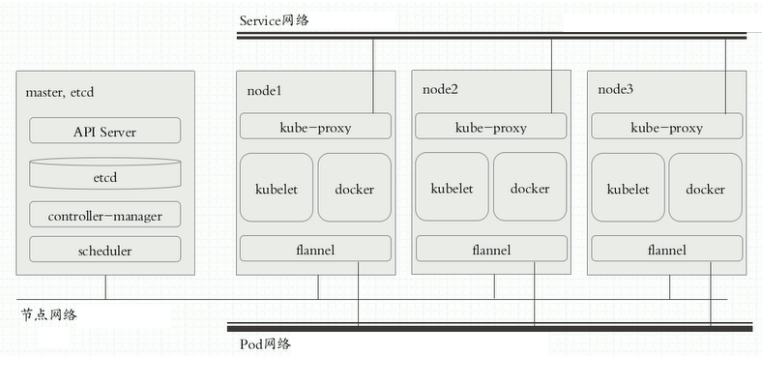 Service网络
master, etcd
API Server
etcd
controller-manager
scheduler
node1
kube-proxy
kubelet
docker
flannel
node2
kube-proxy
kubelet
docker
flannel
node3
kube-proxy
kubelet
docker
flannel
节点网络
Pod网络